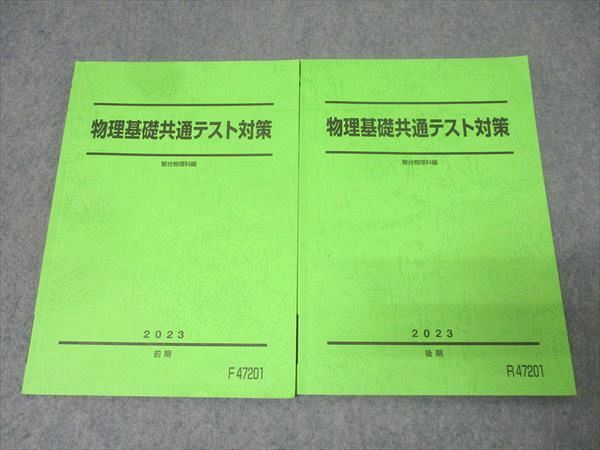 物理基礎共通テスト対策
駿台物理科編
2023
前期
F47201
物理基礎共通テスト対策
駿台物理科編
2023
後期
R47201